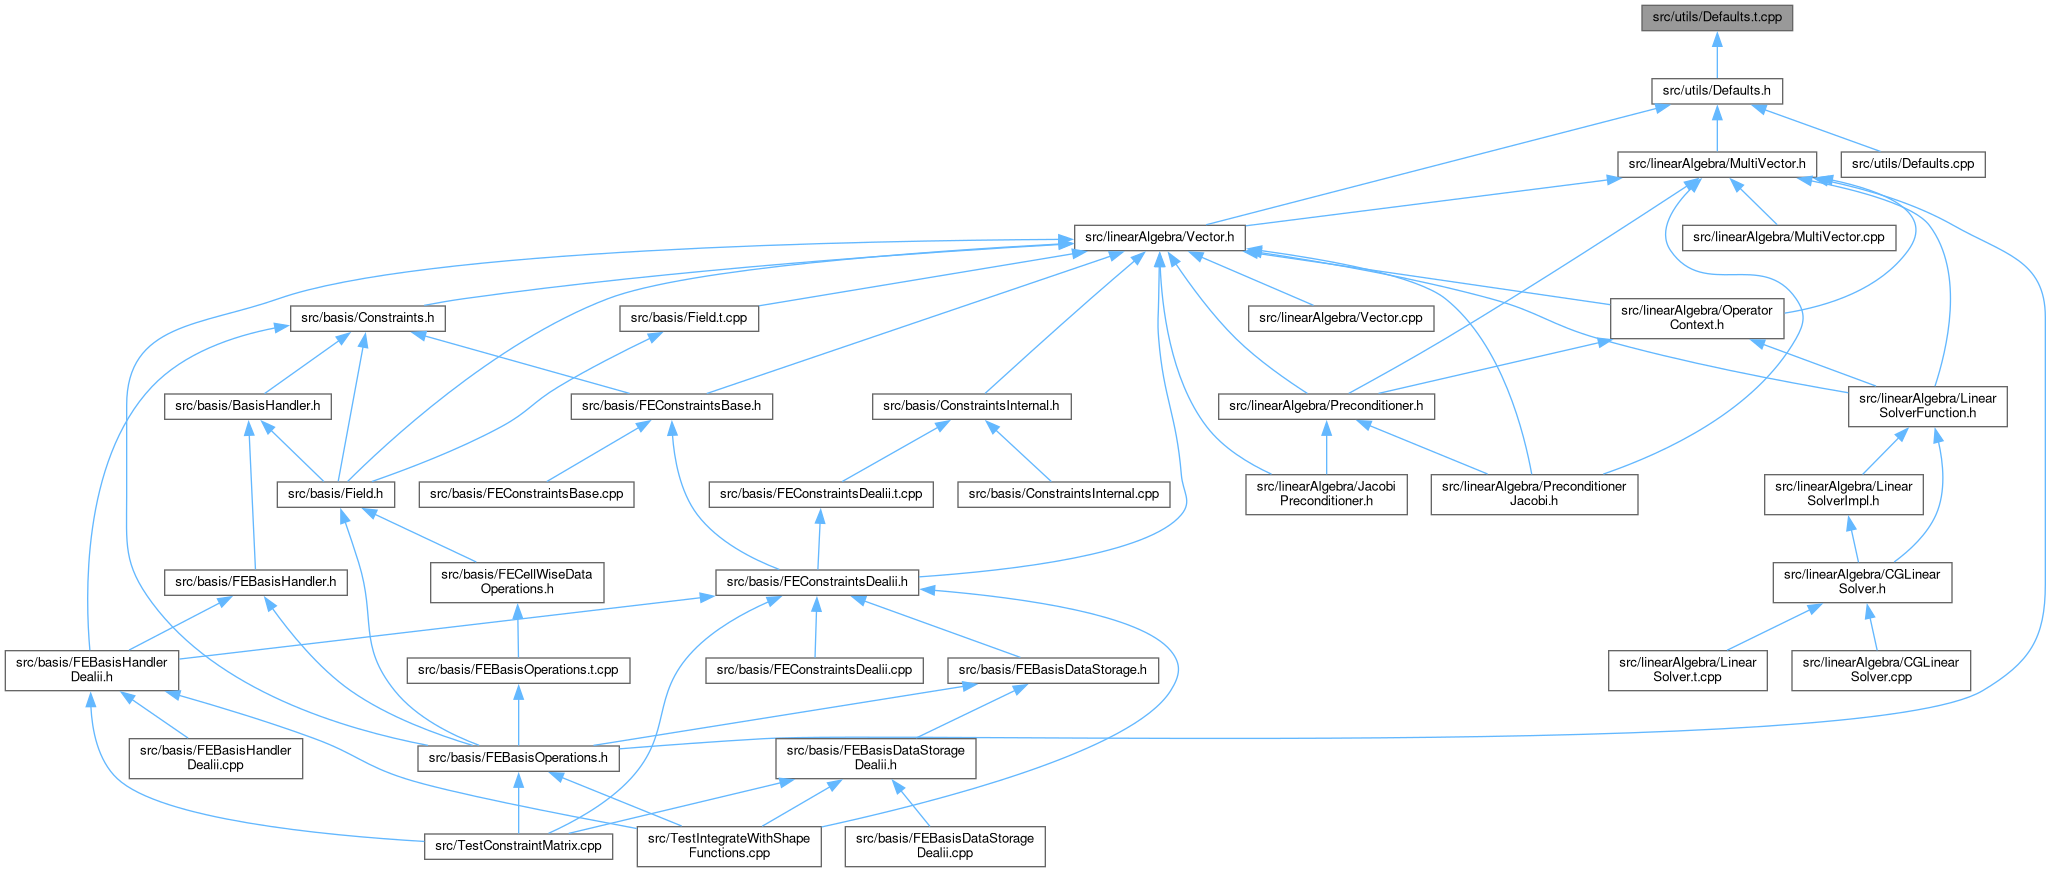 src/utils/Defaults.t.cpp
src/utils/Defaults.h
src/linearAlgebra/MultiVector.h
src/utils/Defaults.cpp
src/linearAlgebra/Vector.h
src/linearAlgebra/MultiVector.cpp
src/basis/Constraints.h
src/basis/Field.t.cpp
src/linearAlgebra/Vector.cpp
src/linearAlgebra/Operator
Context.h
src/basis/BasisHandler.h
src/basis/FEConstraintsBase.h
src/basis/ConstraintsInternal.h
src/linearAlgebra/Preconditioner.h
src/linearAlgebra/Linear
SolverFunction.h
src/basis/Field.h
src/basis/FEConstraintsBase.cpp
src/basis/FEConstraintsDealii.t.cpp
src/basis/ConstraintsInternal.cpp
src/linearAlgebra/Jacobi
Preconditioner.h
src/linearAlgebra/Preconditioner
Jacobi.h
src/linearAlgebra/Linear
SolverImpl.h
src/basis/FEBasisHandler.h
src/basis/FECellWiseData
Operations.h
src/basis/FEConstraintsDealii.h
src/linearAlgebra/CGLinear
Solver.h
src/basis/FEBasisHandler
Dealii.h
src/basis/FEBasisOperations.t.cpp
src/basis/FEConstraintsDealii.cpp
src/basis/FEBasisDataStorage.h
src/linearAlgebra/Linear
Solver.t.cpp
src/linearAlgebra/CGLinear
Solver.cpp
src/basis/FEBasisHandler
Dealii.cpp
src/basis/FEBasisOperations.h
src/basis/FEBasisDataStorage
Dealii.h
src/TestConstraintMatrix.cpp
src/TestIntegrateWithShape
Functions.cpp
src/basis/FEBasisDataStorage
Dealii.cpp